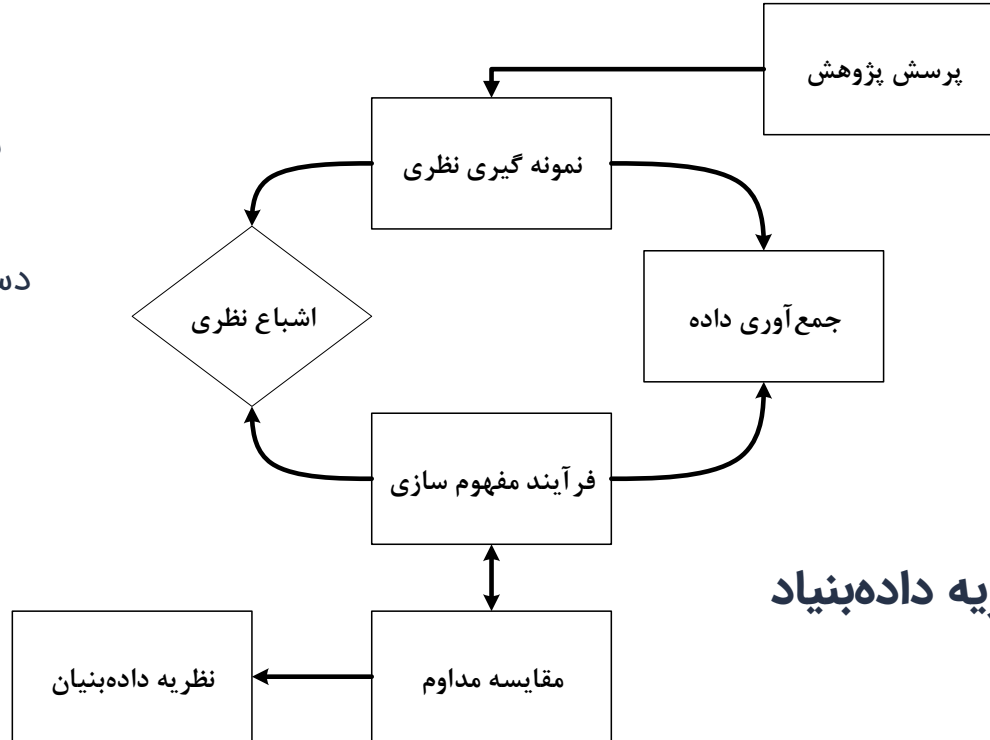 پرسش پژوهش
نمونه گیری نظری
اشباع نظری
جمع‌آوری داده
فرآیند مفهوم سازی
داده‌بنیاد
مقایسه مداوم
نظریه داده‌بنیان